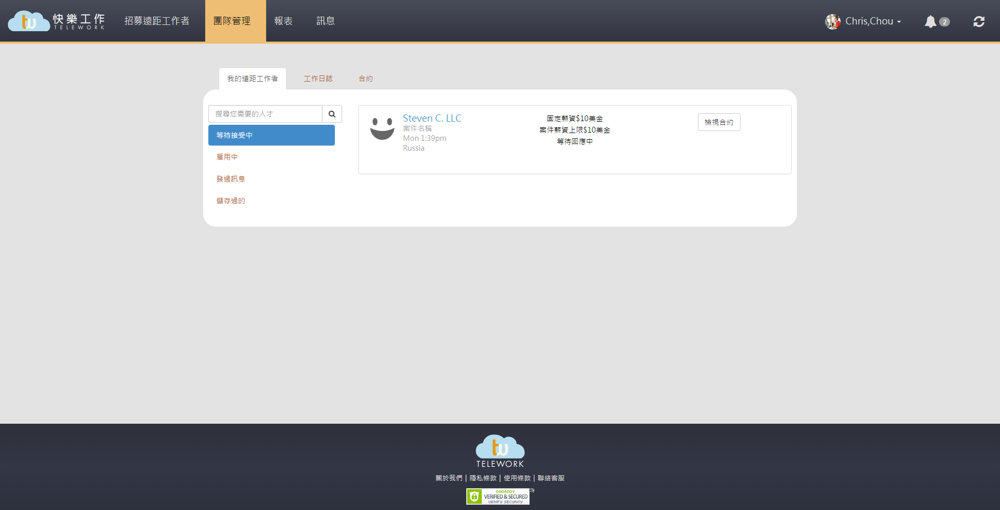 tw 快樂工作
TELEWORK
招募遠距工作者
團隊管理
報表
訊息
Chris,Chou
2
我的遠距工作者
工作日誌
合約
搜尋您需要的人才
等待接受中
雇用中
發過訊息
儲存過的
Steven C. LLC
案件名稱
Mon 1:39pm
Russia
固定薪資$10美金
案件薪資上限$10美金
等待回應中
檢視合約
tw
TELEWORK
關於我們 | 隱私條款 | 使用條款 | 聯絡客服
GODADDY
VERIFIED & SECURED
VERIFY SECURITY